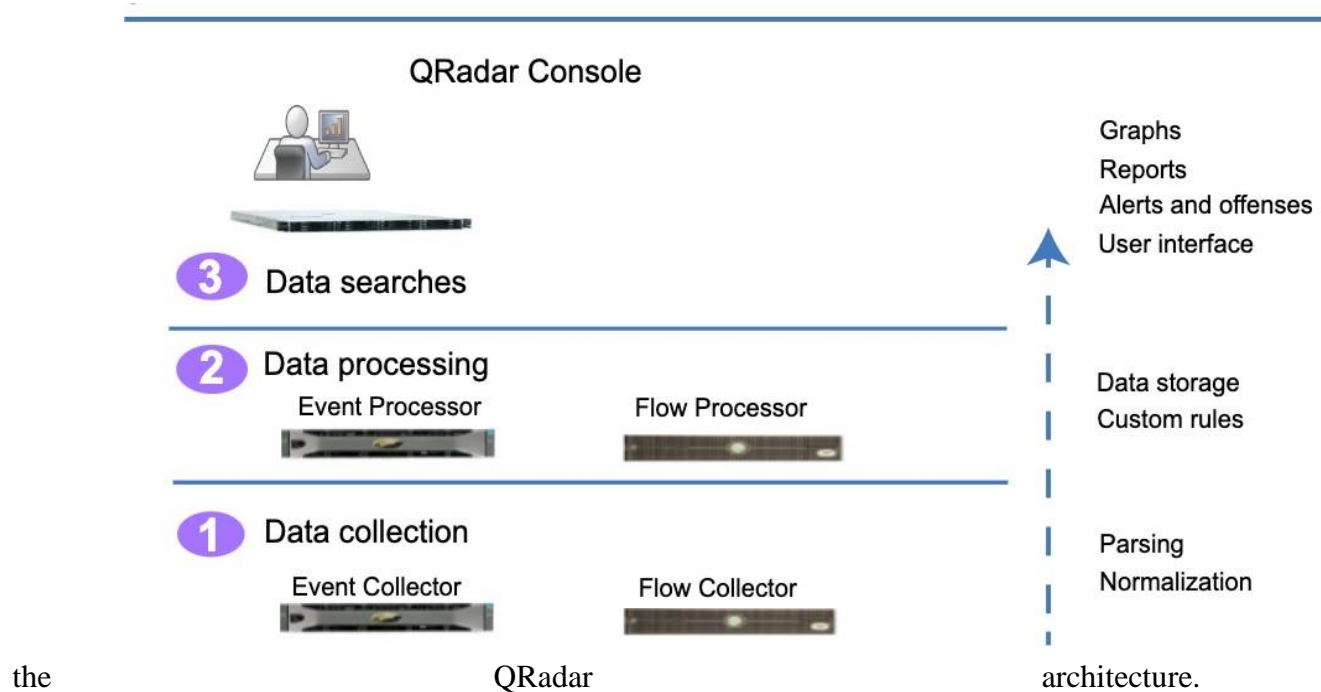 QRadar Console
Graphs
Reports
Alerts and offenses
User interface
3 Data searches
2 Data processing
Event Processor
Flow Processor
Data storage
Custom rules
1 Data collection
Event Collector
Flow Collector
Parsing
Normalization
the QRadar architecture.